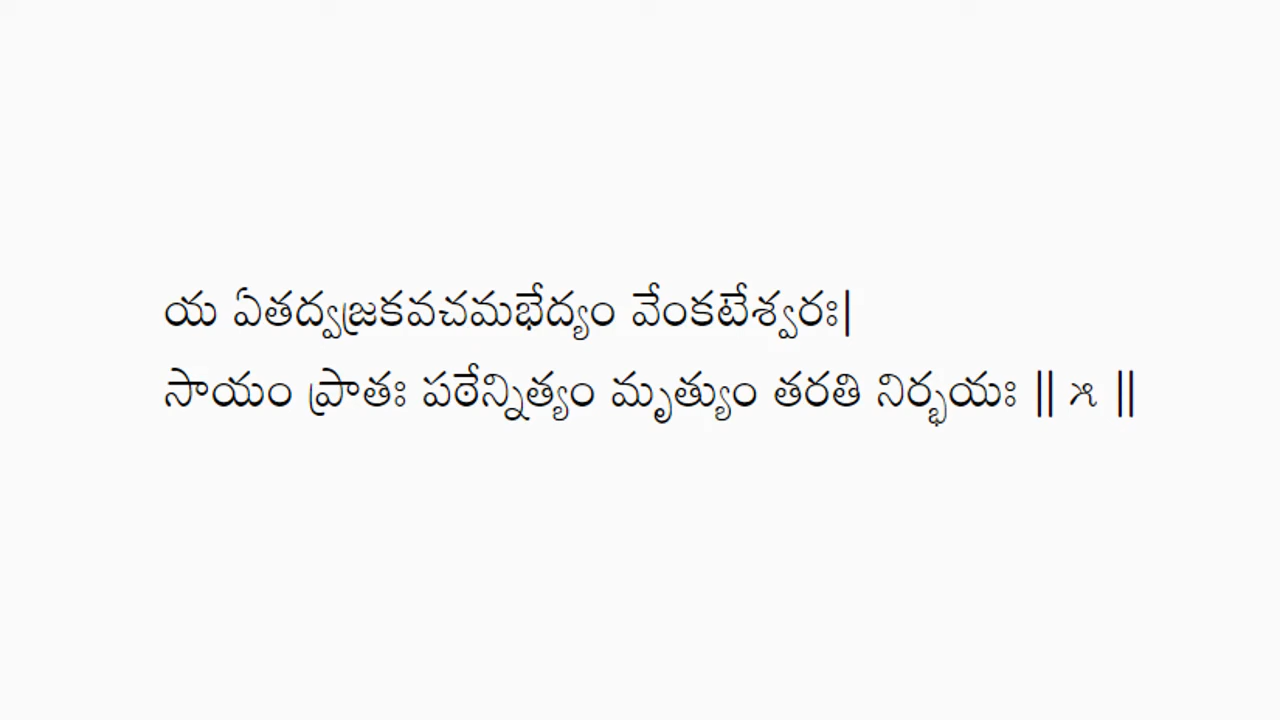 య ఏతద్వజ్రకవచమభేద్యం వేంకటేశ్వరః|
సాయం ప్రాతః పఠేన్నిత్యం మృత్యుం తరతి నిర్భయః || ౫ ||